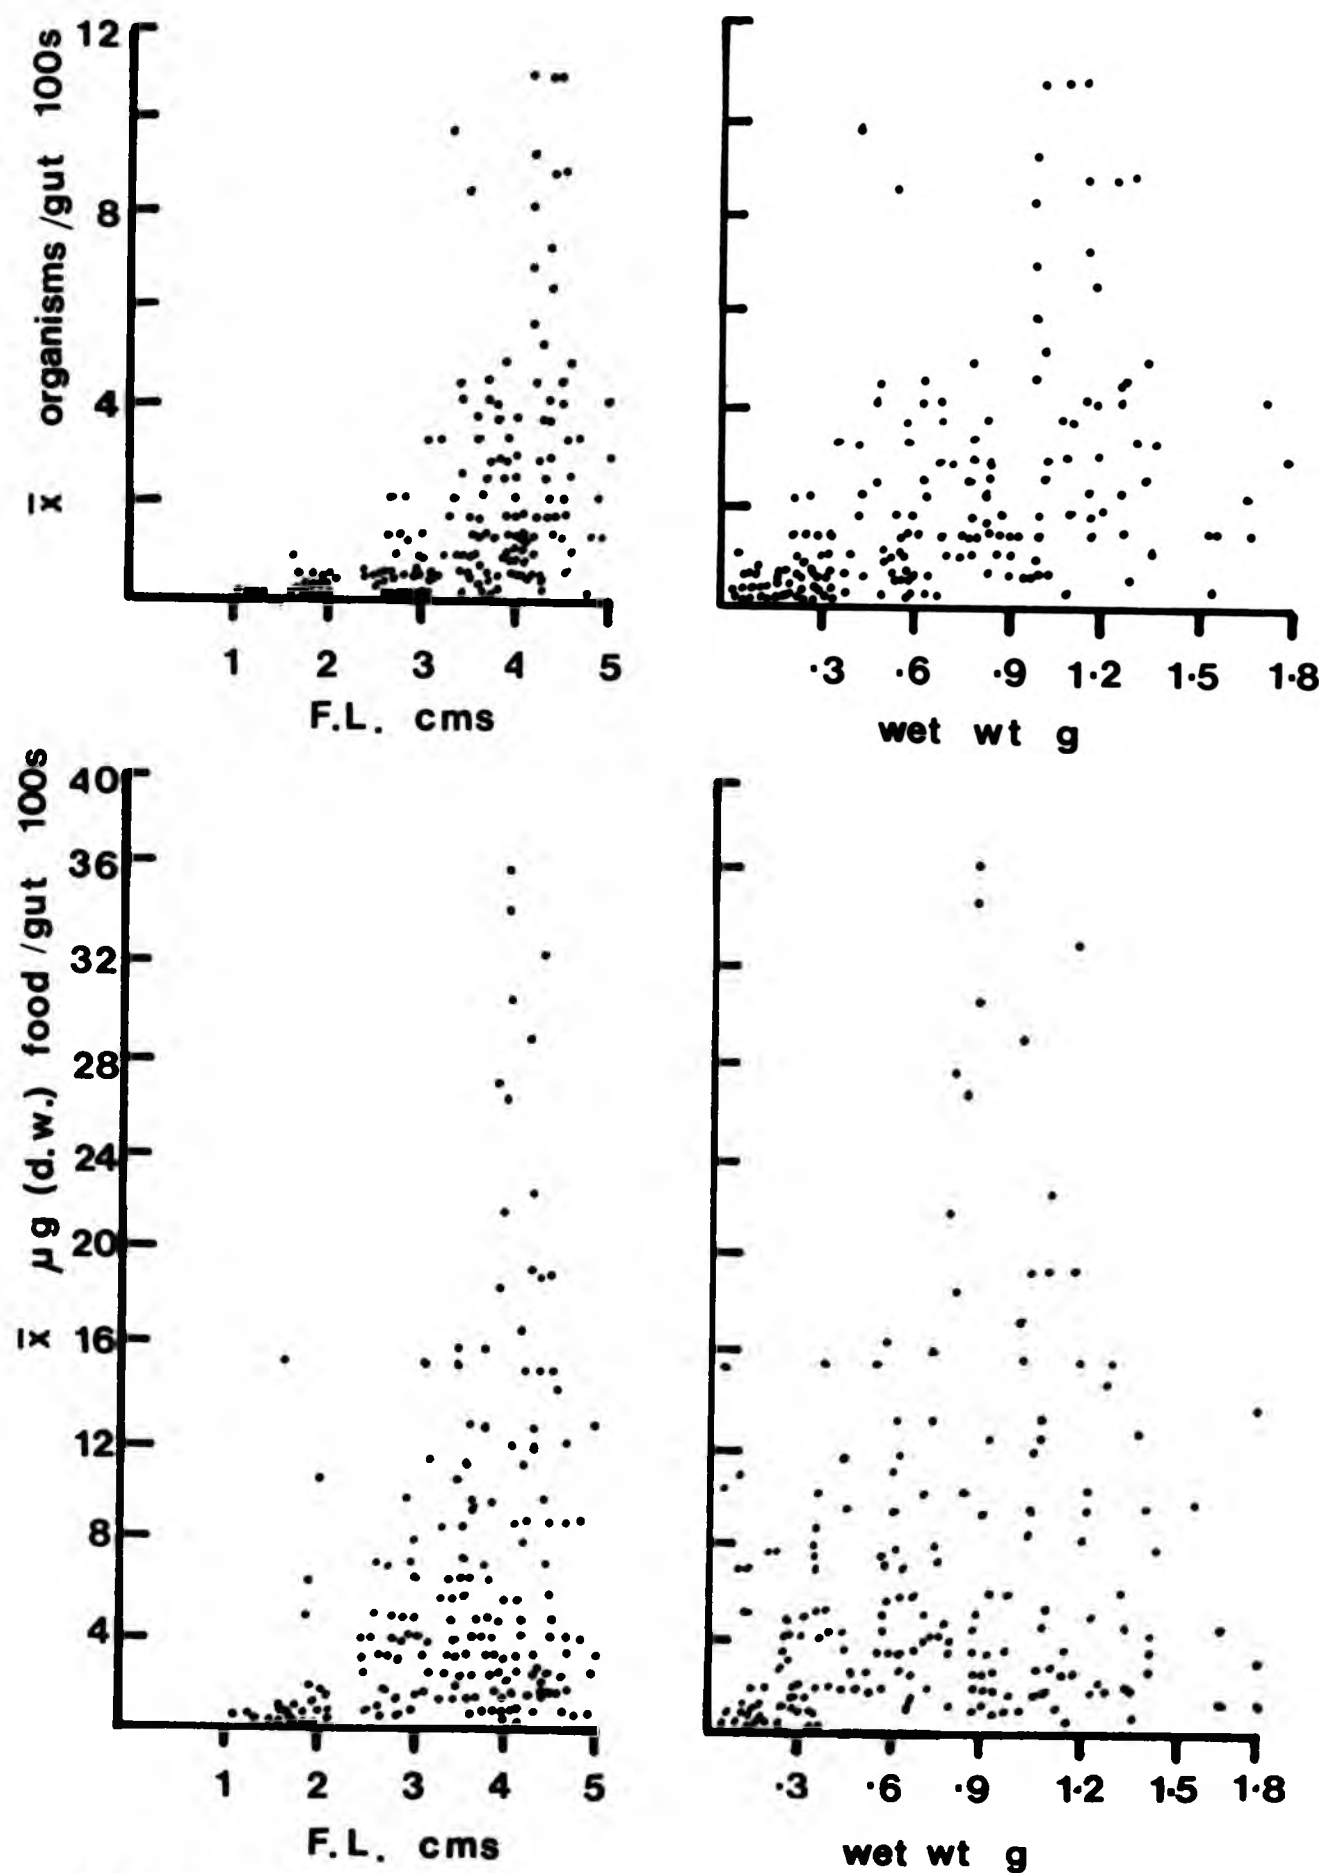 x̄ organisms/gut 100s
12
8
4
1 2 3 4 5
F.L. cms
·3 ·6 ·9 1·2 1·5 1·8
wet wt g
x̄ µg (d.w.) food/gut 100s
40
36
32
28
24
20
16
12
8
4
1 2 3 4 5
F.L. cms
·3 ·6 ·9 1·2 1·5 1·8
wet wt g